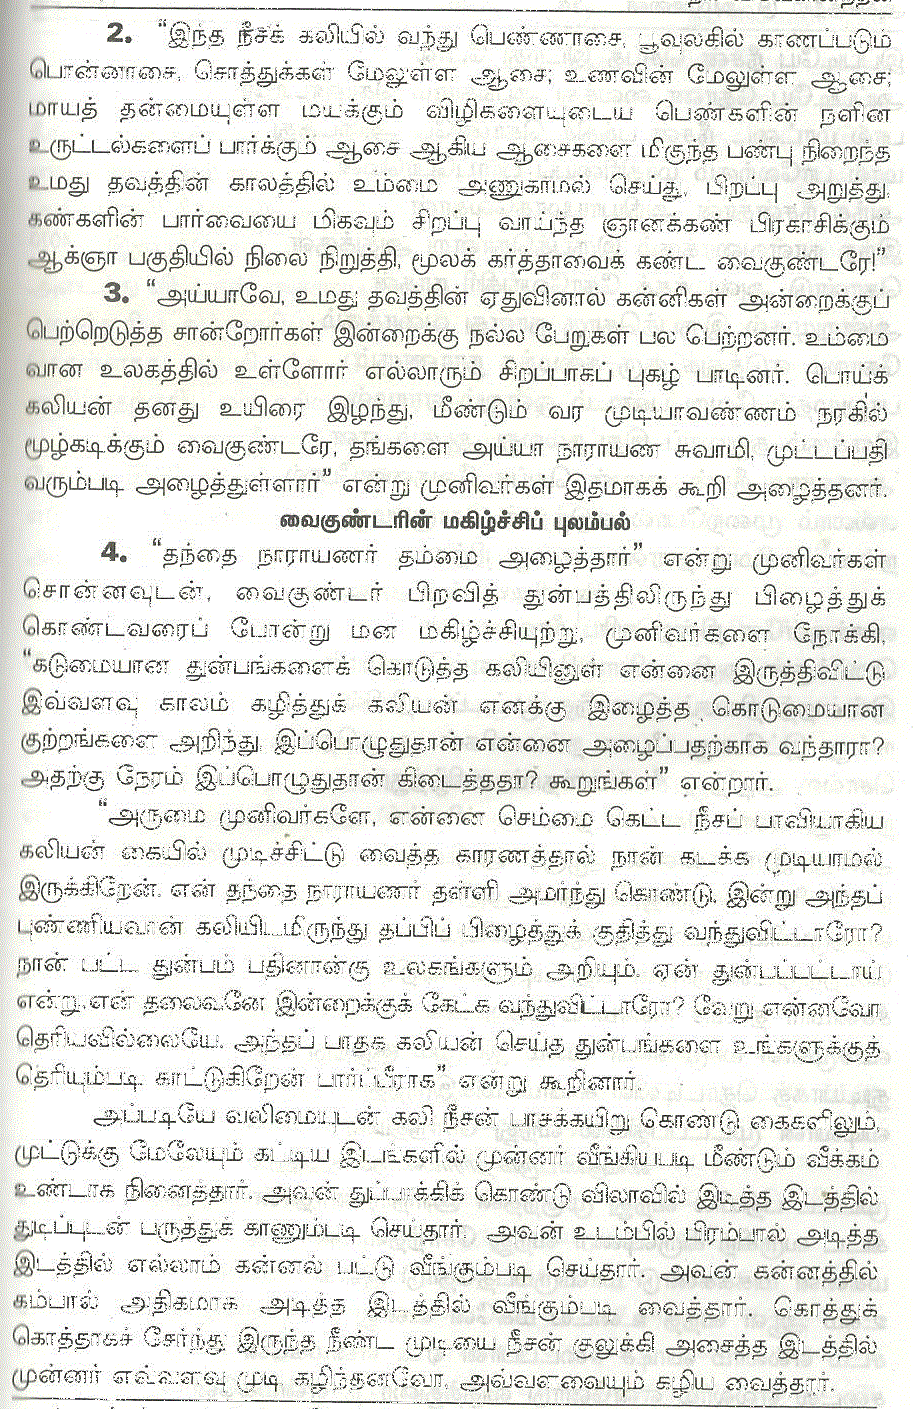 2. “இந்த நீசக் கலியில் வந்து பெண்ணாசை, பூவுலகில் காணப்படும்
பொன்னாசை, சொத்துக்கள் மேலுள்ள ஆசை; உணவின் மேலுள்ள ஆசை;
மாயத் தன்மையுள்ள மயக்கும் விழிகளையுடைய பெண்களின் நளின
உருட்டல்களைப் பார்க்கும் ஆசை ஆகிய ஆசைகளை மிகுந்த பண்பு நிறைந்த
உமது தவத்தின் காலத்தில் உம்மை அணுகாமல் செய்து, பிறப்பு அறுத்து,
கண்களின் பார்வையை மிகவும் சிறப்பு வாய்ந்த ஞானக்கண் பிரகாசிக்கும்
ஆக்ஞா பகுதியில் நிலை நிறுத்தி, மூலக் கர்த்தாவைக் கண்ட வைகுண்டரே!”
3. “அய்யாவே, உமது தவத்தின் ஏதுவினால் கன்னிகள் அன்றைக்குப்
பெற்றெடுத்த சான்றோர்கள் இன்றைக்கு நல்ல பேறுகள் பல பெற்றனர். உம்மை
வான உலகத்தில் உள்ளோர் எல்லாரும் சிறப்பாகப் புகழ் பாடினர். பொய்க்
கலியன் தனது உயிரை இழந்து, மீண்டும் வர முடியாவண்ணம் நரகில்
மூழ்கடிக்கும் வைகுண்டரே, தங்களை அய்யா நாராயண சுவாமி, முட்டப்பதி
வரும்படி அழைத்துள்ளார்” என்று முனிவர்கள் இதமாகக் கூறி அழைத்தனர்.
வைகுண்டரின் மகிழ்ச்சிப் புலம்பல்
4. “தந்தை நாராயணர் தம்மை அழைத்தார்” என்று முனிவர்கள்
சொன்னவுடன், வைகுண்டர் பிறவித் துன்பத்திலிருந்து பிழைத்துக்
கொண்டவரைப் போன்று மன மகிழ்ச்சியுற்று, முனிவர்களை நோக்கி,
“கடுமையான துன்பங்களைக் கொடுத்த கலியினுள் என்னை இருத்திவிட்டு
இவ்வளவு காலம் கழித்துக் கலியன் எனக்கு இழைத்த கொடுமையான
குற்றங்களை அறிந்து இப்பொழுதுதான் என்னை அழைப்பதற்காக வந்தாரா?
அதற்கு நேரம் இப்பொழுதுதான் கிடைத்ததா? கூறுங்கள்” என்றார்.
“அருமை முனிவர்களே, என்னை செம்மை கெட்ட நீசப் பாவியாகிய
கலியன் கையில் முடிச்சிட்டு வைத்த காரணத்தால் நான் கடக்க முடியாமல்
இருக்கிறேன். என் தந்தை நாராயணர் தள்ளி அமர்ந்து கொண்டு, இன்று அந்தப்
புண்ணியவான் கலியிடமிருந்து தப்பிப் பிழைத்துக் குதித்து வந்துவிட்டாரோ?
நான் பட்ட துன்பம் பதினான்கு உலகங்களும் அறியும். ஏன் துன்பப்பட்டாய்
என்று என் தலைவனே இன்றைக்குக் கேட்க வந்துவிட்டாரோ? வேறு என்னவோ
தெரியவில்லையே. அந்தப் பாதக கலியன் செய்த துன்பங்களை உங்களுக்குத்
தெரியும்படி காட்டுகிறேன் பார்ப்பீராக” என்று கூறினார்.
அப்படியே வலிமையுடன் கலி நீசன் பாசக்கயிறு கொண்டு கைகளிலும்,
முட்டுக்கு மேலேயும் கட்டிய இடங்களில் முன்னர் வீங்கியபடி மீண்டும் வீக்கம்
உண்டாக நினைத்தார். அவன் துப்பாக்கிக் கொண்டு விலாவில் இடித்த இடத்தில்
துடிப்புடன் பருத்துக் காணும்படி செய்தார். அவன் உடம்பில் பிரம்பால் அடித்த
இடத்தில் எல்லாம் கன்னல் பட்டு வீங்கும்படி செய்தார். அவன் கன்னத்தில்
கம்பால் அதிகமாக அடித்த இடத்தில் வீங்கும்படி வைத்தார். கொத்துக்
கொத்தாகச் சேர்ந்து இருந்த நீண்ட முடியை நீசன் குலுக்கி அசைத்த இடத்தில்
முன்னர் எவ்வளவு முடி கழிந்தனவோ, அவ்வளவையும் கழிய வைத்தார்.